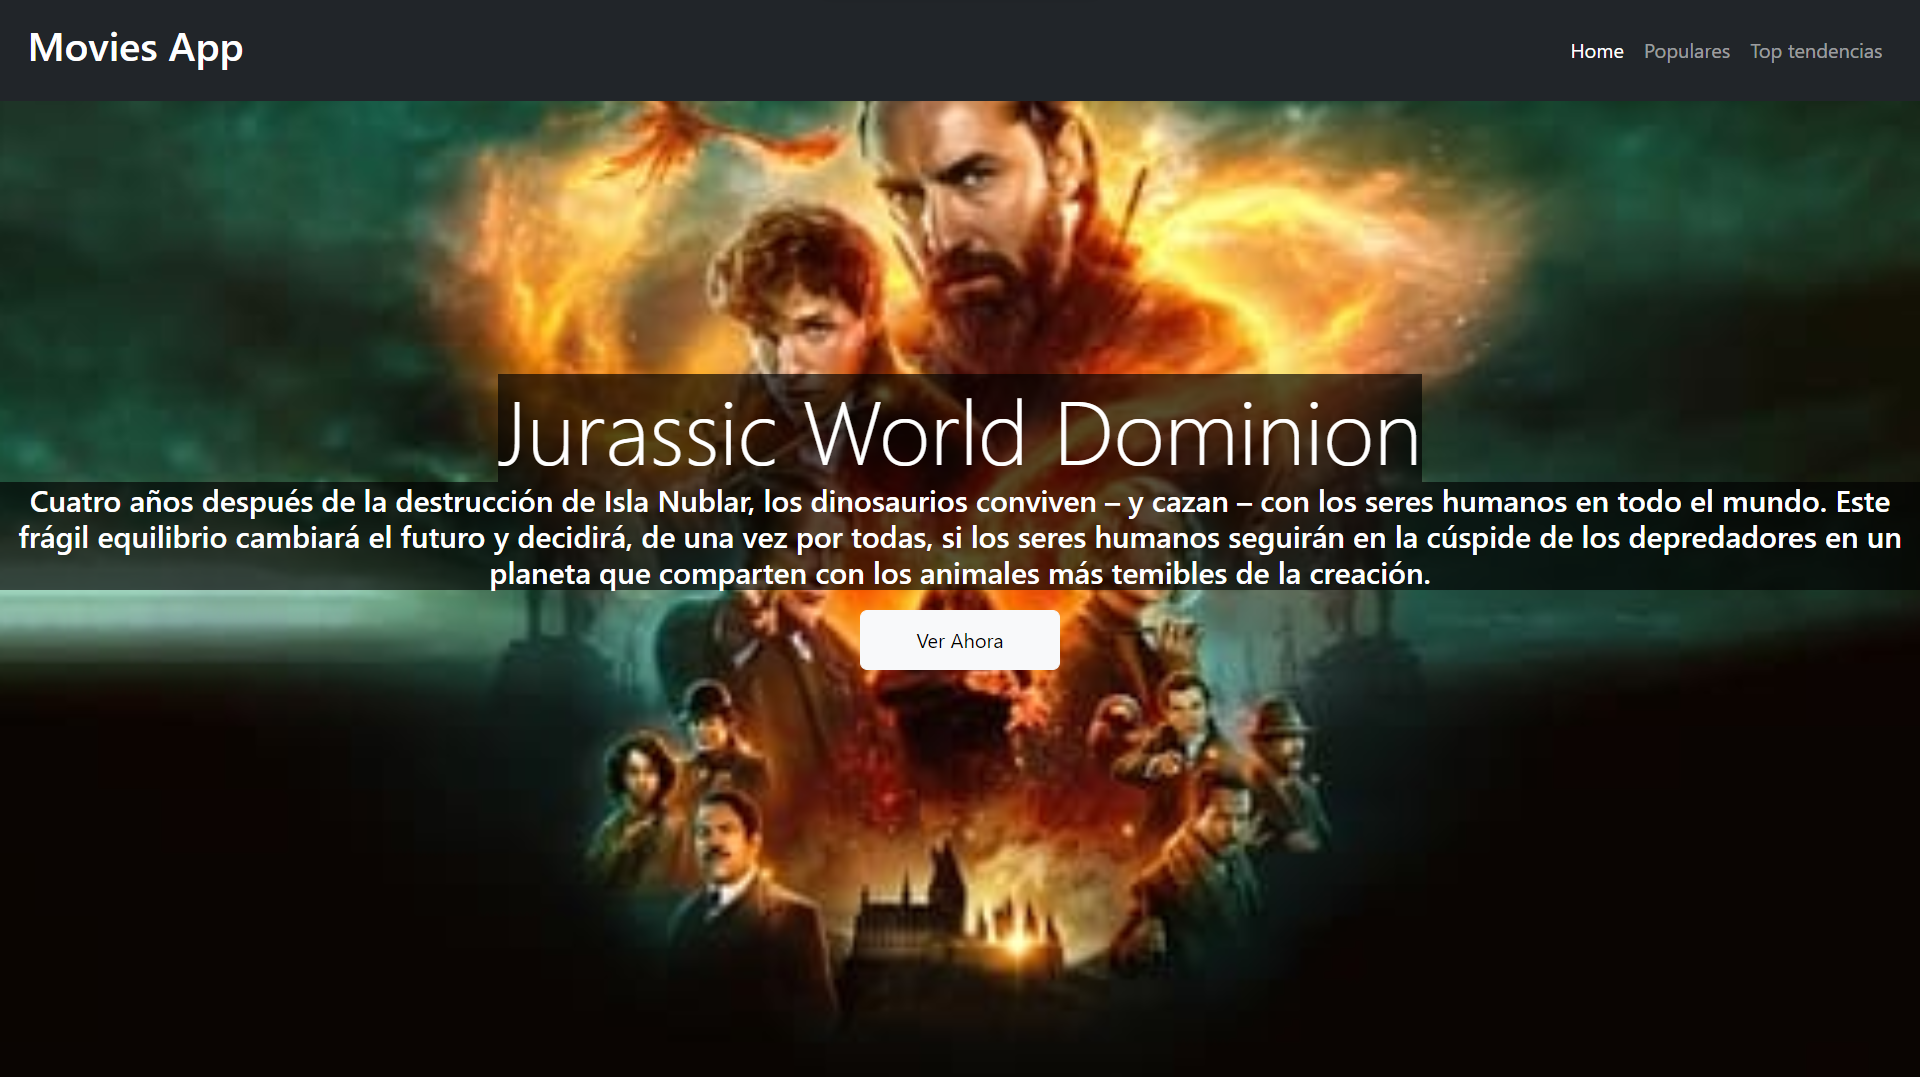 Movies App
Home Populares Top tendencias
Jurassic World Dominion
Cuatro años después de la destrucción de Isla Nublar, los dinosaurios conviven – y cazan – con los seres humanos en todo el mundo. Este
frágil equilibrio cambiará el futuro y decidirá, de una vez por todas, si los seres humanos seguirán en la cúspide de los depredadores en un
planeta que comparten con los animales más temibles de la creación.
Ver Ahora